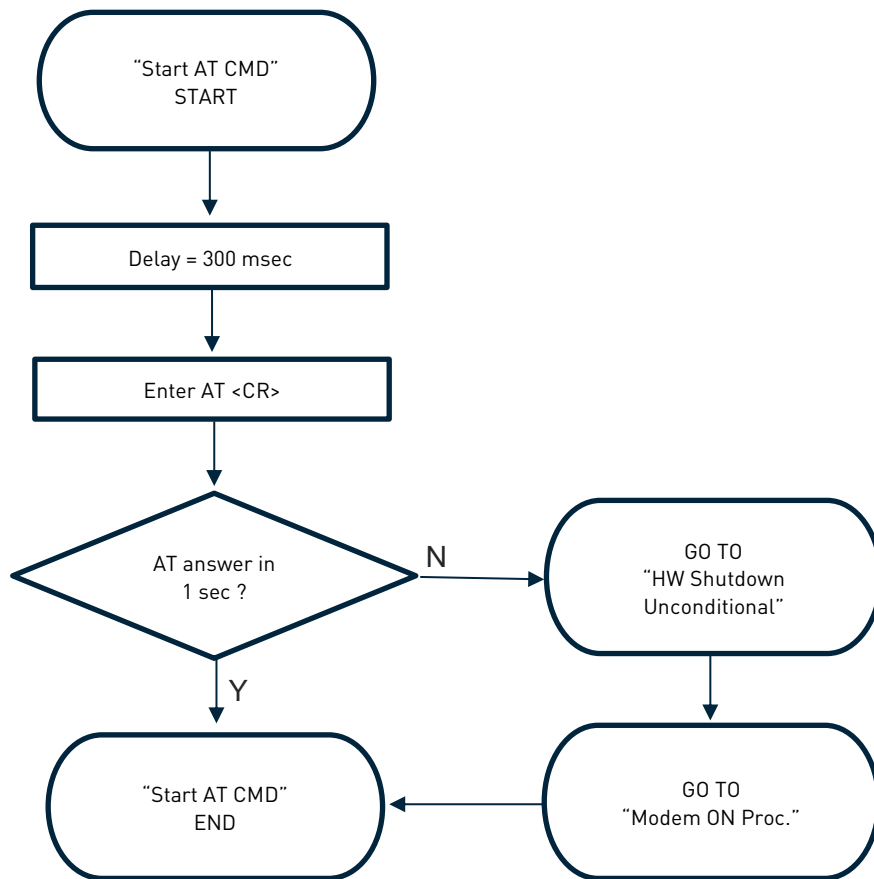 “Start AT CMD”
START
Delay = 300 msec
Enter AT <CR>
AT answer in
1 sec ?
N
GO TO
“HW Shutdown
Unconditional”
Y
“Start AT CMD”
END
GO TO
“Modem ON Proc.”